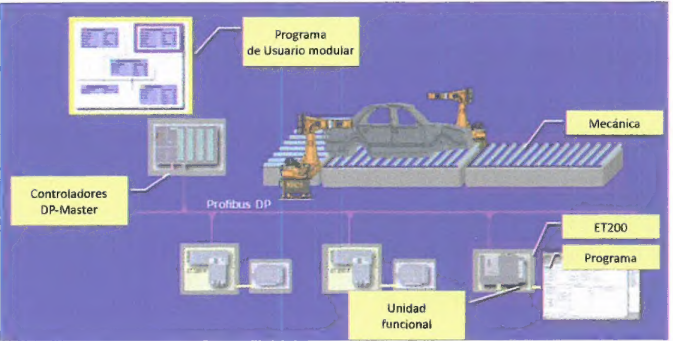 Programa
de Usuario modular
Mecánica
Controladores
DP-Master
Profibus DP
ET200
Programa
Unidad
funcional